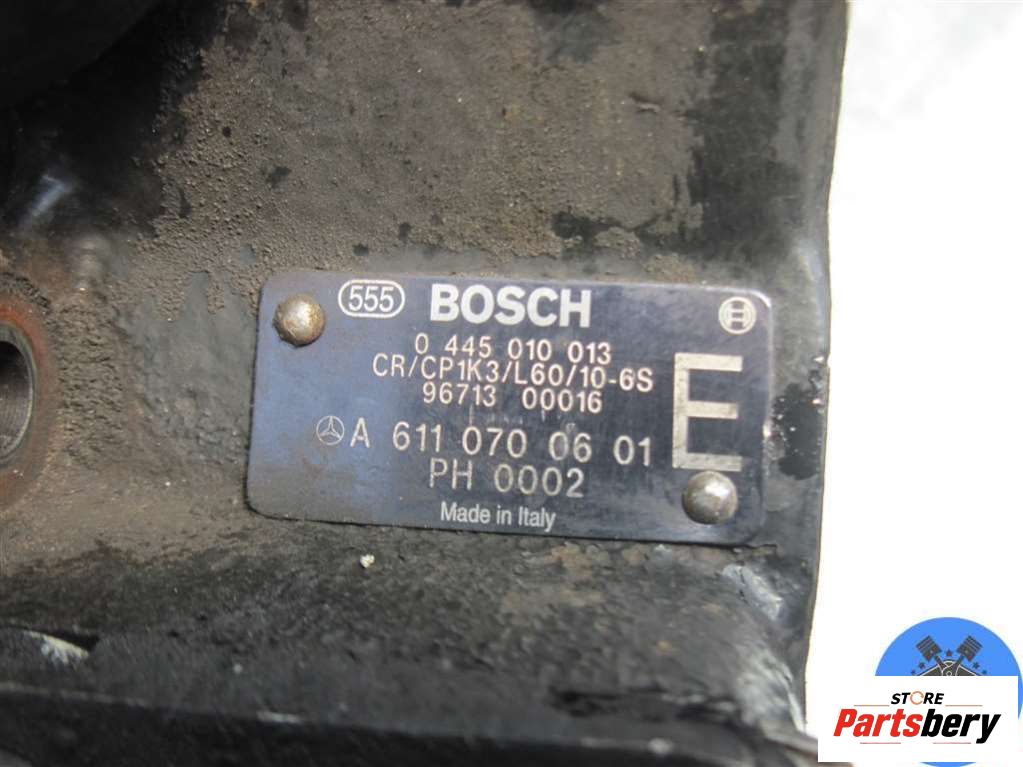 555 BOSCH
0 445 010 013
CR/CP1K3/L60/10-6S
96713 00016
E
A 611 070 06 01
PH 0002
Made in Italy
STORE
Partsbery